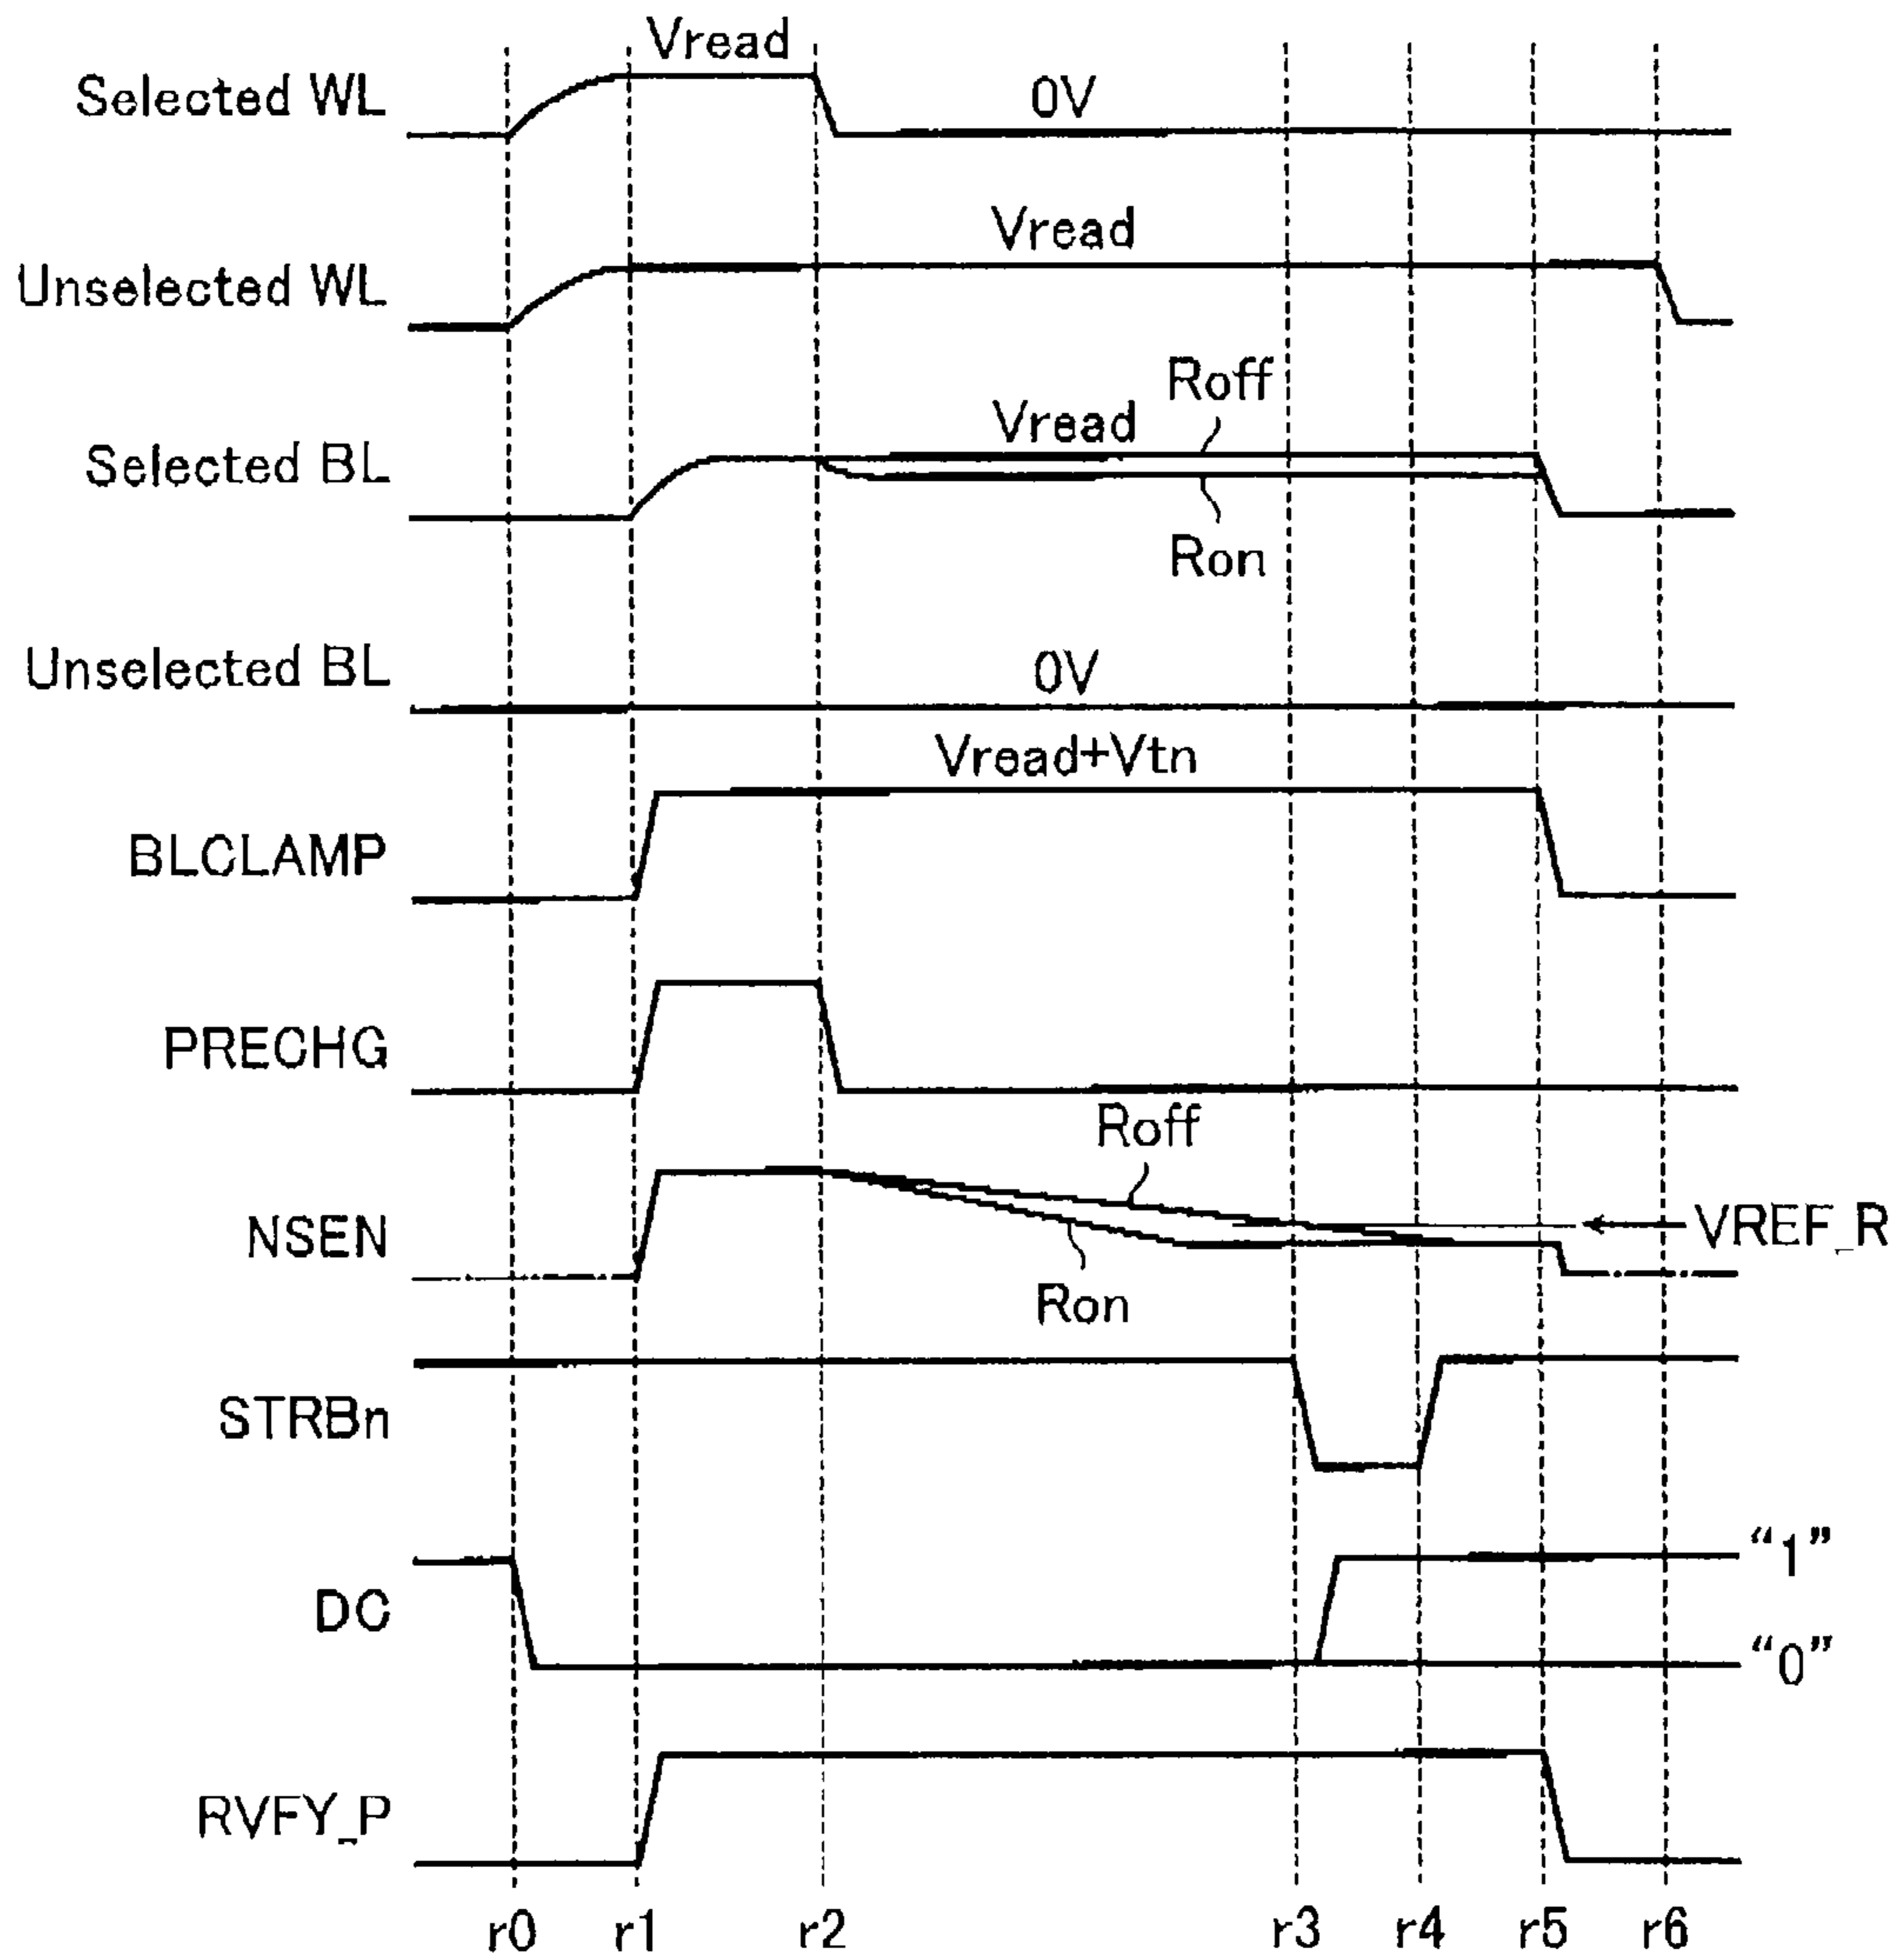 Vread
Selected WL
0V
Vread
Unselected WL
Roff
Vread
Selected BL
Ron
Unselected BL
0V
Vread+Vtn
BLCLAMP
PRECHG
Roff
NSEN
VREF_R
Ron
STRBn
"1"
DC
"0"
RVFY_P
r0 r1 r2 r3 r4 r5 r6